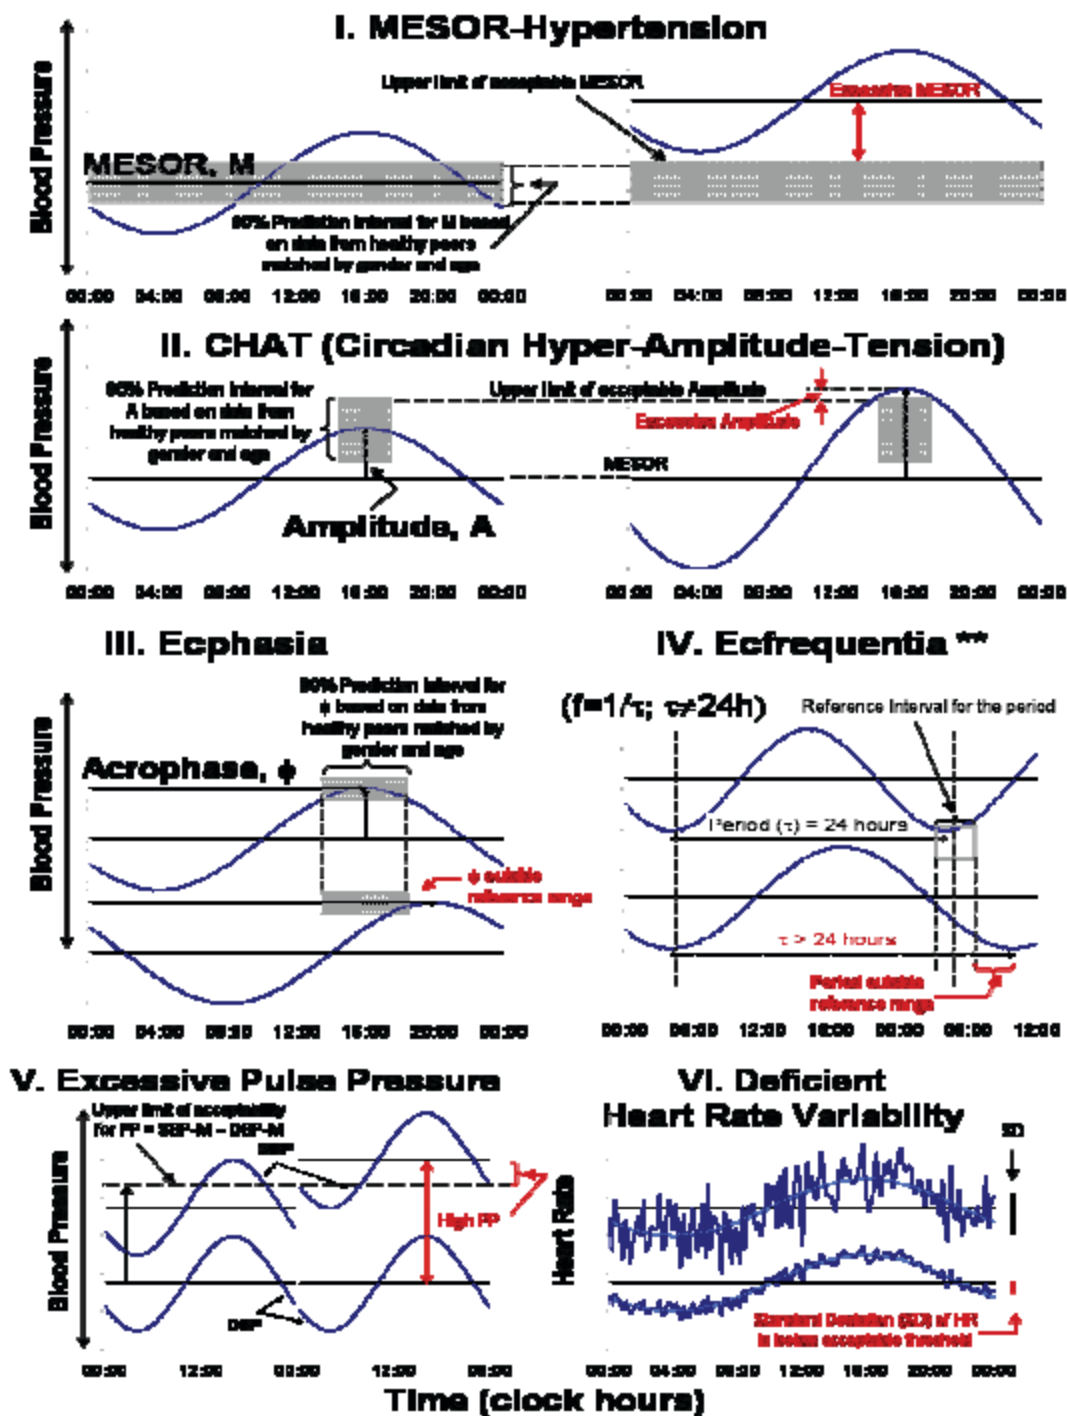 I. MESOR-Hypertension
Upper limit of acceptable MESOR
Excessive MESOR
Blood Pressure
MESOR, M
90% Prediction Interval for M based
on data from healthy peers
matched by gender and age
00:00 04:00 08:00 12:00 16:00 20:00 00:00
00:00 04:00 08:00 12:00 16:00 20:00 00:00
II. CHAT (Circadian Hyper-Amplitude-Tension)
90% Prediction Interval for
A based on data from
healthy peers matched by
gender and age
Upper limit of acceptable Amplitude
Excessive Amplitude
Blood Pressure
MESOR
Amplitude, A
00:00 04:00 08:00 12:00 16:00 20:00 00:00
00:00 04:00 08:00 12:00 16:00 20:00 00:00
III. Ecphasia
90% Prediction Interval for
ϕ based on data from
healthy peers matched by
gender and age
Blood Pressure
Acrophase, ϕ
ϕ outside
reference range
00:00 04:00 08:00 12:00 16:00 20:00 00:00
IV. Ecfrequentia **
(f=1/τ; τ≠24h)
Reference Interval for the period
Period (τ) = 24 hours
τ > 24 hours
Period outside
reference range
00:00 06:00 12:00 18:00 00:00 06:00 12:00
V. Excessive Pulse Pressure
Upper limit of acceptability
for PP = SBP-M – DBP-M
SBP
Blood Pressure
High PP
DBP
00:00 12:00 00:00 12:00 00:00
VI. Deficient
Heart Rate Variability
SD
Heart Rate
Standard Deviation (SD) of HR
is below acceptable threshold
00:00 04:00 08:00 12:00 16:00 20:00 00:00
Time (clock hours)